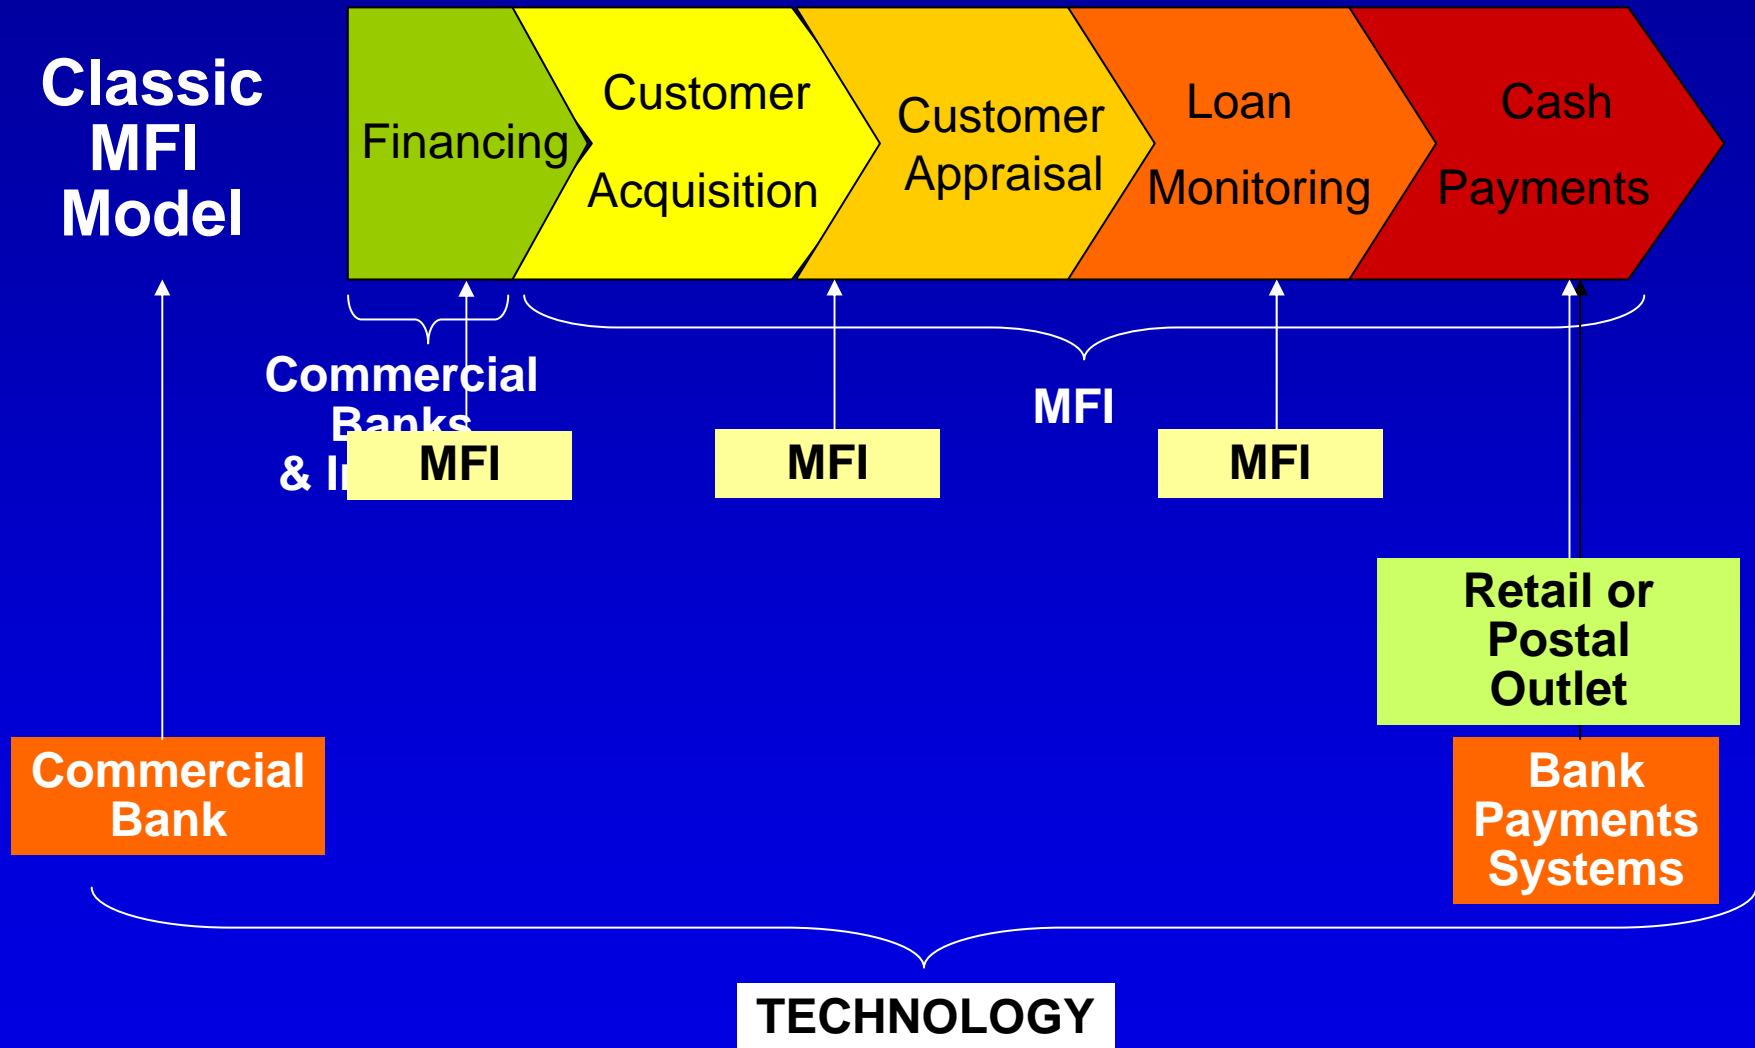 Classic
MFI
Model
Financing
Customer
Acquisition
Customer
Appraisal
Loan
Monitoring
Cash
Payments
Commercial
Banks
&
MFI
MFI
MFI
MFI
Retail or
Postal
Outlet
Commercial
Bank
Bank
Payments
Systems
TECHNOLOGY